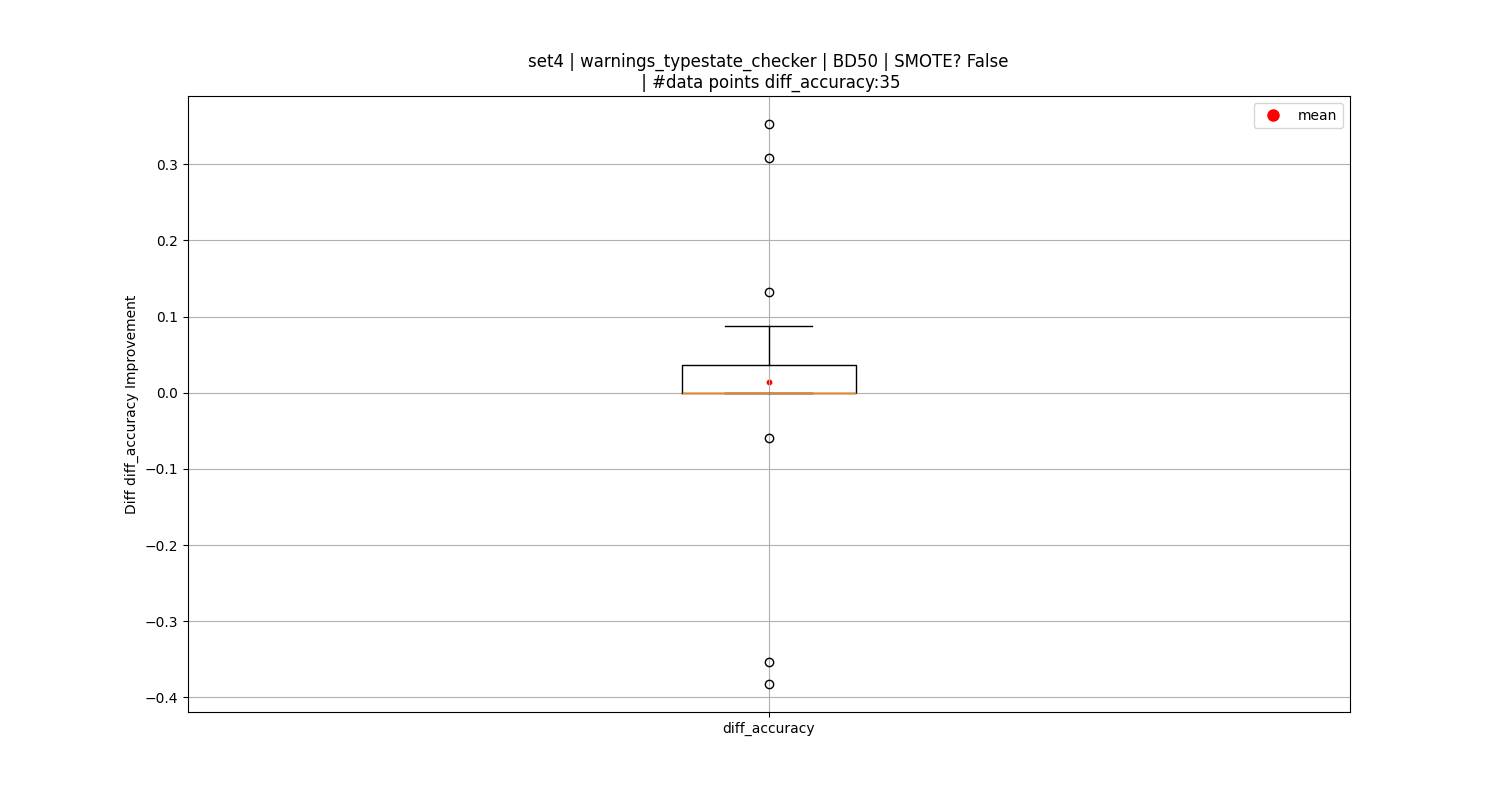 set4 | warnings_typestate_checker | BD50 | SMOTE? False
| #data points diff_accuracy:35
mean
0.3
0.2
0.1
0.0
−0.1
−0.2
−0.3
−0.4
Diff diff_accuracy Improvement
diff_accuracy